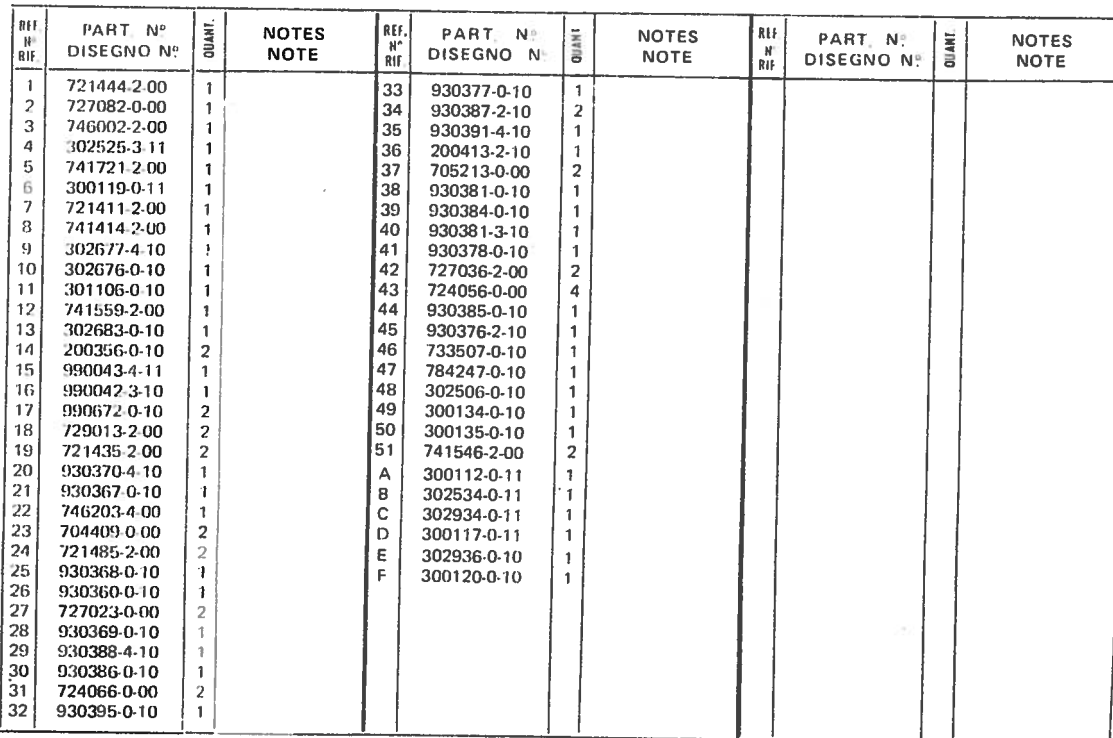 REF. Nº RIF. PART. Nº DISEGNO Nº QUANT. NOTES NOTE REF. Nº RIF. PART. Nº DISEGNO Nº QUANT. NOTES NOTE REF. Nº RIF. PART. Nº DISEGNO Nº QUANT. NOTES NOTE
1 721444-2-00 1
2 727082-0-00 1
3 746002-2-00 1
4 302525-3-11 1
5 741721-2-00 1
6 300119-0-11 1
7 721411-2-00 1
8 741414-2-00 1
9 302677-4-10 1
10 302676-0-10 1
11 301106-0-10 1
12 741559-2-00 1
13 302683-0-10 1
14 200356-0-10 2
15 990043-4-11 1
16 990042-3-10 1
17 990672-0-10 2
18 729013-2-00 2
19 721435-2-00 2
20 930370-4-10 1
21 930367-0-10 1
22 746203-4-00 1
23 704409-0-00 2
24 721485-2-00 2
25 930368-0-10 1
26 930360-0-10 1
27 727023-0-00 2
28 930369-0-10 1
29 930388-4-10 1
30 930386-0-10 1
31 724066-0-00 2
32 930395-0-10 1
33 930377-0-10 1
34 930387-2-10 2
35 930391-4-10 1
36 200413-2-10 1
37 705213-0-00 2
38 930381-0-10 1
39 930384-0-10 1
40 930381-3-10 1
41 930378-0-10 1
42 727036-2-00 2
43 724056-0-00 4
44 930385-0-10 1
45 930376-2-10 1
46 733507-0-10 1
47 784247-0-10 1
48 302506-0-10 1
49 300134-0-10 1
50 300135-0-10 1
51 741546-2-00 2
A 300112-0-11 1
B 302534-0-11 1
C 302934-0-11 1
D 300117-0-11 1
E 302936-0-10 1
F 300120-0-10 1